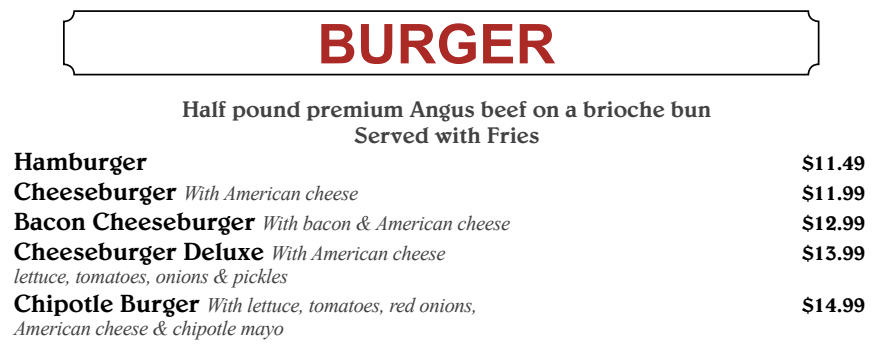 BURGER
Half pound premium Angus beef on a brioche bun
Served with Fries
Hamburger $11.49
Cheeseburger With American cheese $11.99
Bacon Cheeseburger With bacon & American cheese $12.99
Cheeseburger Deluxe With American cheese $13.99
lettuce, tomatoes, onions & pickles
Chipotle Burger With lettuce, tomatoes, red onions, $14.99
American cheese & chipotle mayo